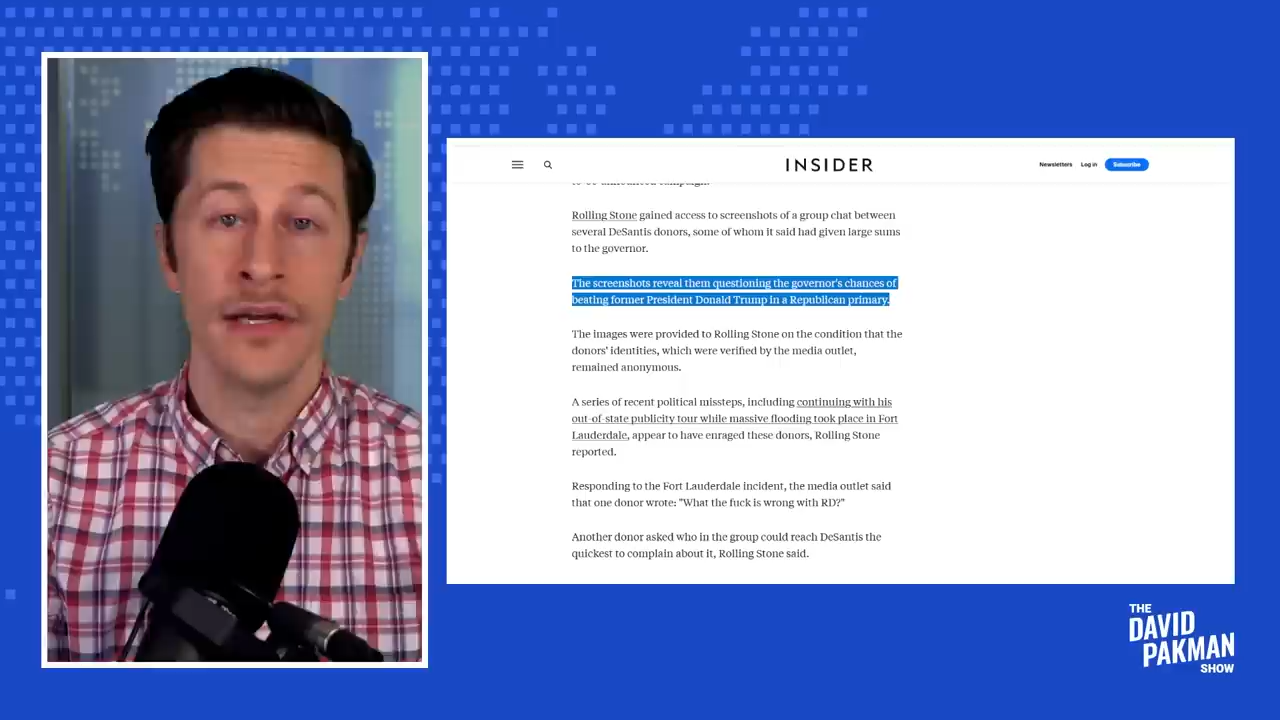 INSIDER
Newsletters Log in Subscribe
to-be-announced campaign.
Rolling Stone gained access to screenshots of a group chat between
several DeSantis donors, some of whom it said had given large sums
to the governor.
The screenshots reveal them questioning the governor's chances of
beating former President Donald Trump in a Republican primary.
The images were provided to Rolling Stone on the condition that the
donors' identities, which were verified by the media outlet,
remained anonymous.
A series of recent political missteps, including continuing with his
out-of-state publicity tour while massive flooding took place in Fort
Lauderdale, appear to have enraged these donors, Rolling Stone
reported.
Responding to the Fort Lauderdale incident, the media outlet said
that one donor wrote: "What the fuck is wrong with RD?"
Another donor asked who in the group could reach DeSantis the
quickest to complain about it, Rolling Stone said.
THE
DAVID
PAKMAN
SHOW